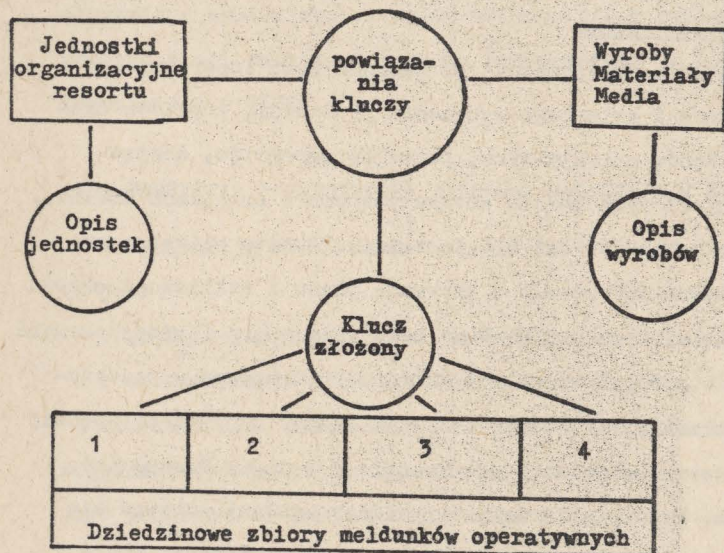 Jednostki
organizacyjne
resortu
powiąza-
nia
kluczy
Wyroby
Materiały
Media
Opis
jednostek
Opis
wyrobów
Klucz
złożony
1 2 3 4
Dziedzinowe zbiory meldunków operatywnych